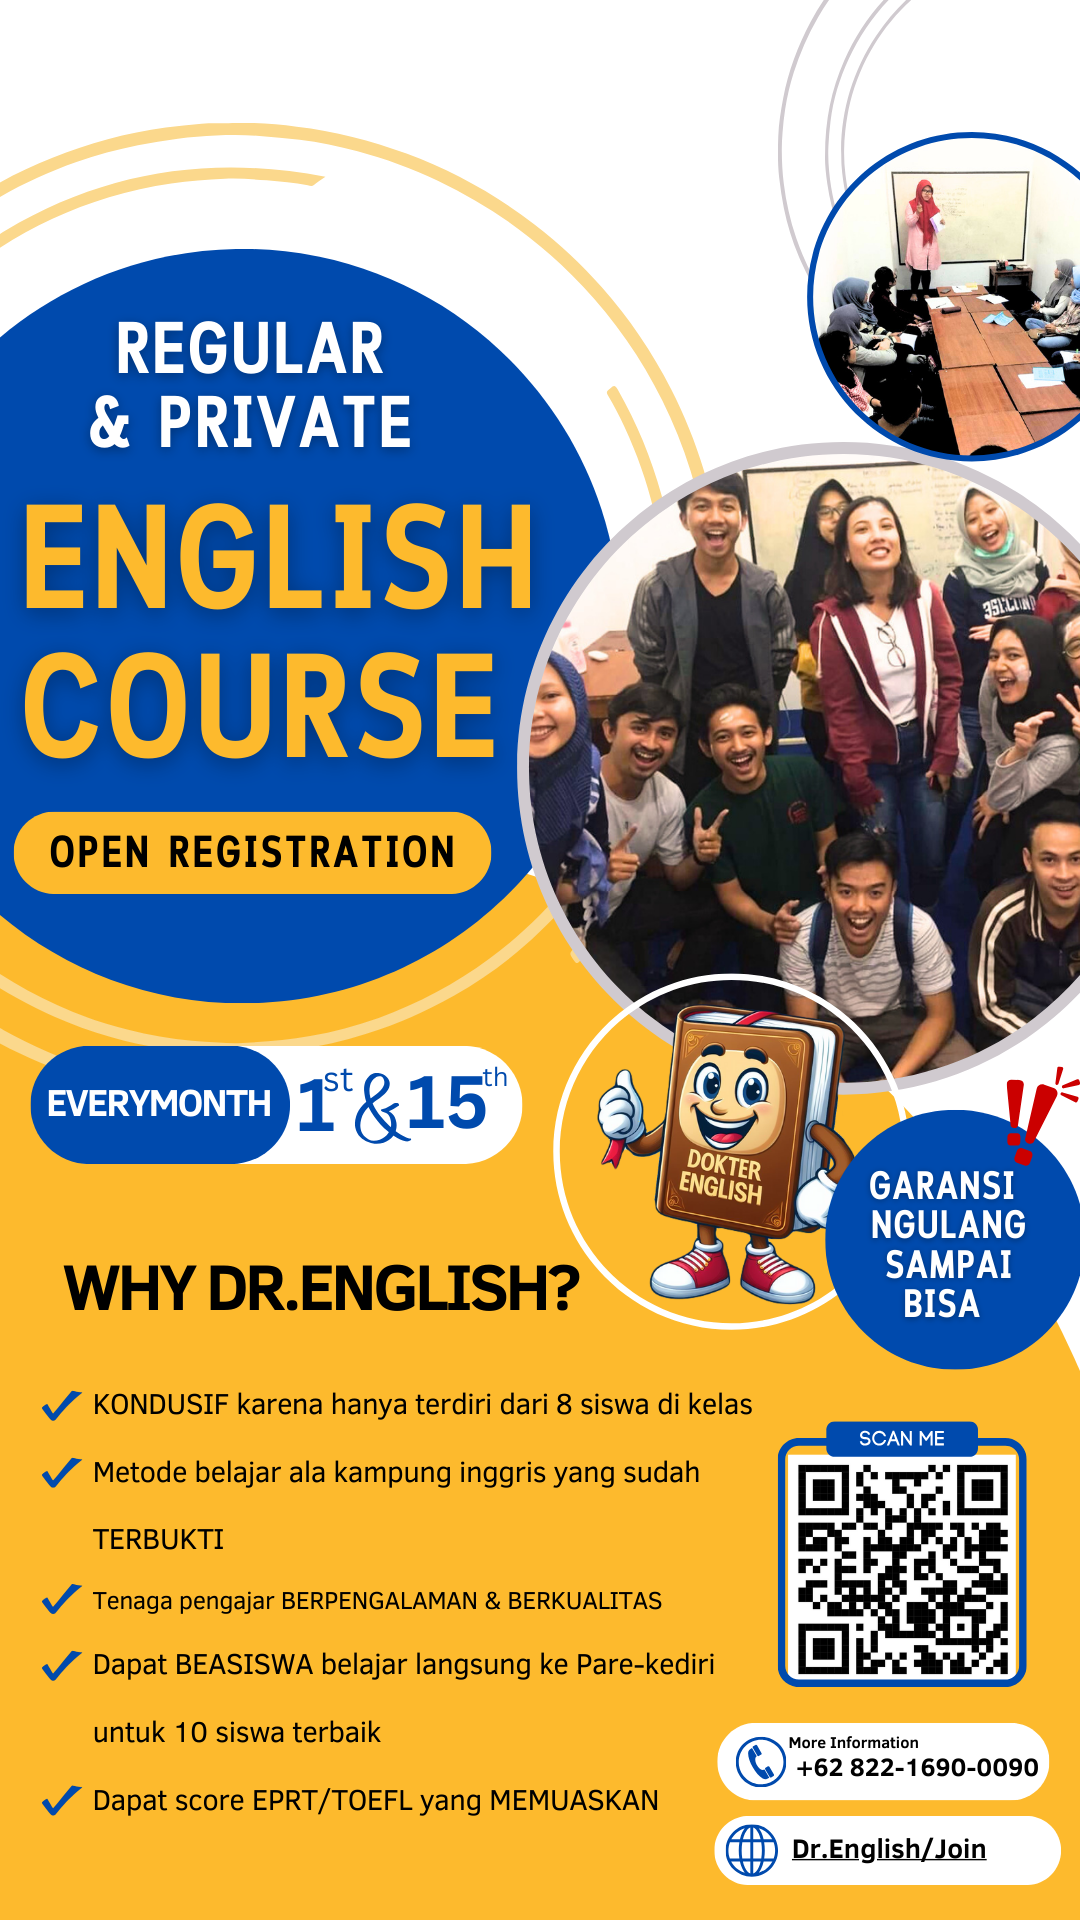 REGULAR
& PRIVATE
ENGLISH
COURSE
OPEN REGISTRATION
EVERYMONTH 1st & 15th
DOKTER
ENGLISH
GARANSI
NGULANG
SAMPAI
BISA
WHY DR.ENGLISH?
KONDUSIF karena hanya terdiri dari 8 siswa di kelas
Metode belajar ala kampung inggris yang sudah
TERBUKTI
Tenaga pengajar BERPENGALAMAN & BERKUALITAS
Dapat BEASISWA belajar langsung ke Pare-kediri
untuk 10 siswa terbaik
Dapat score EPRT/TOEFL yang MEMUASKAN
SCAN ME
More Information
+62 822-1690-0090
Dr.English/Join